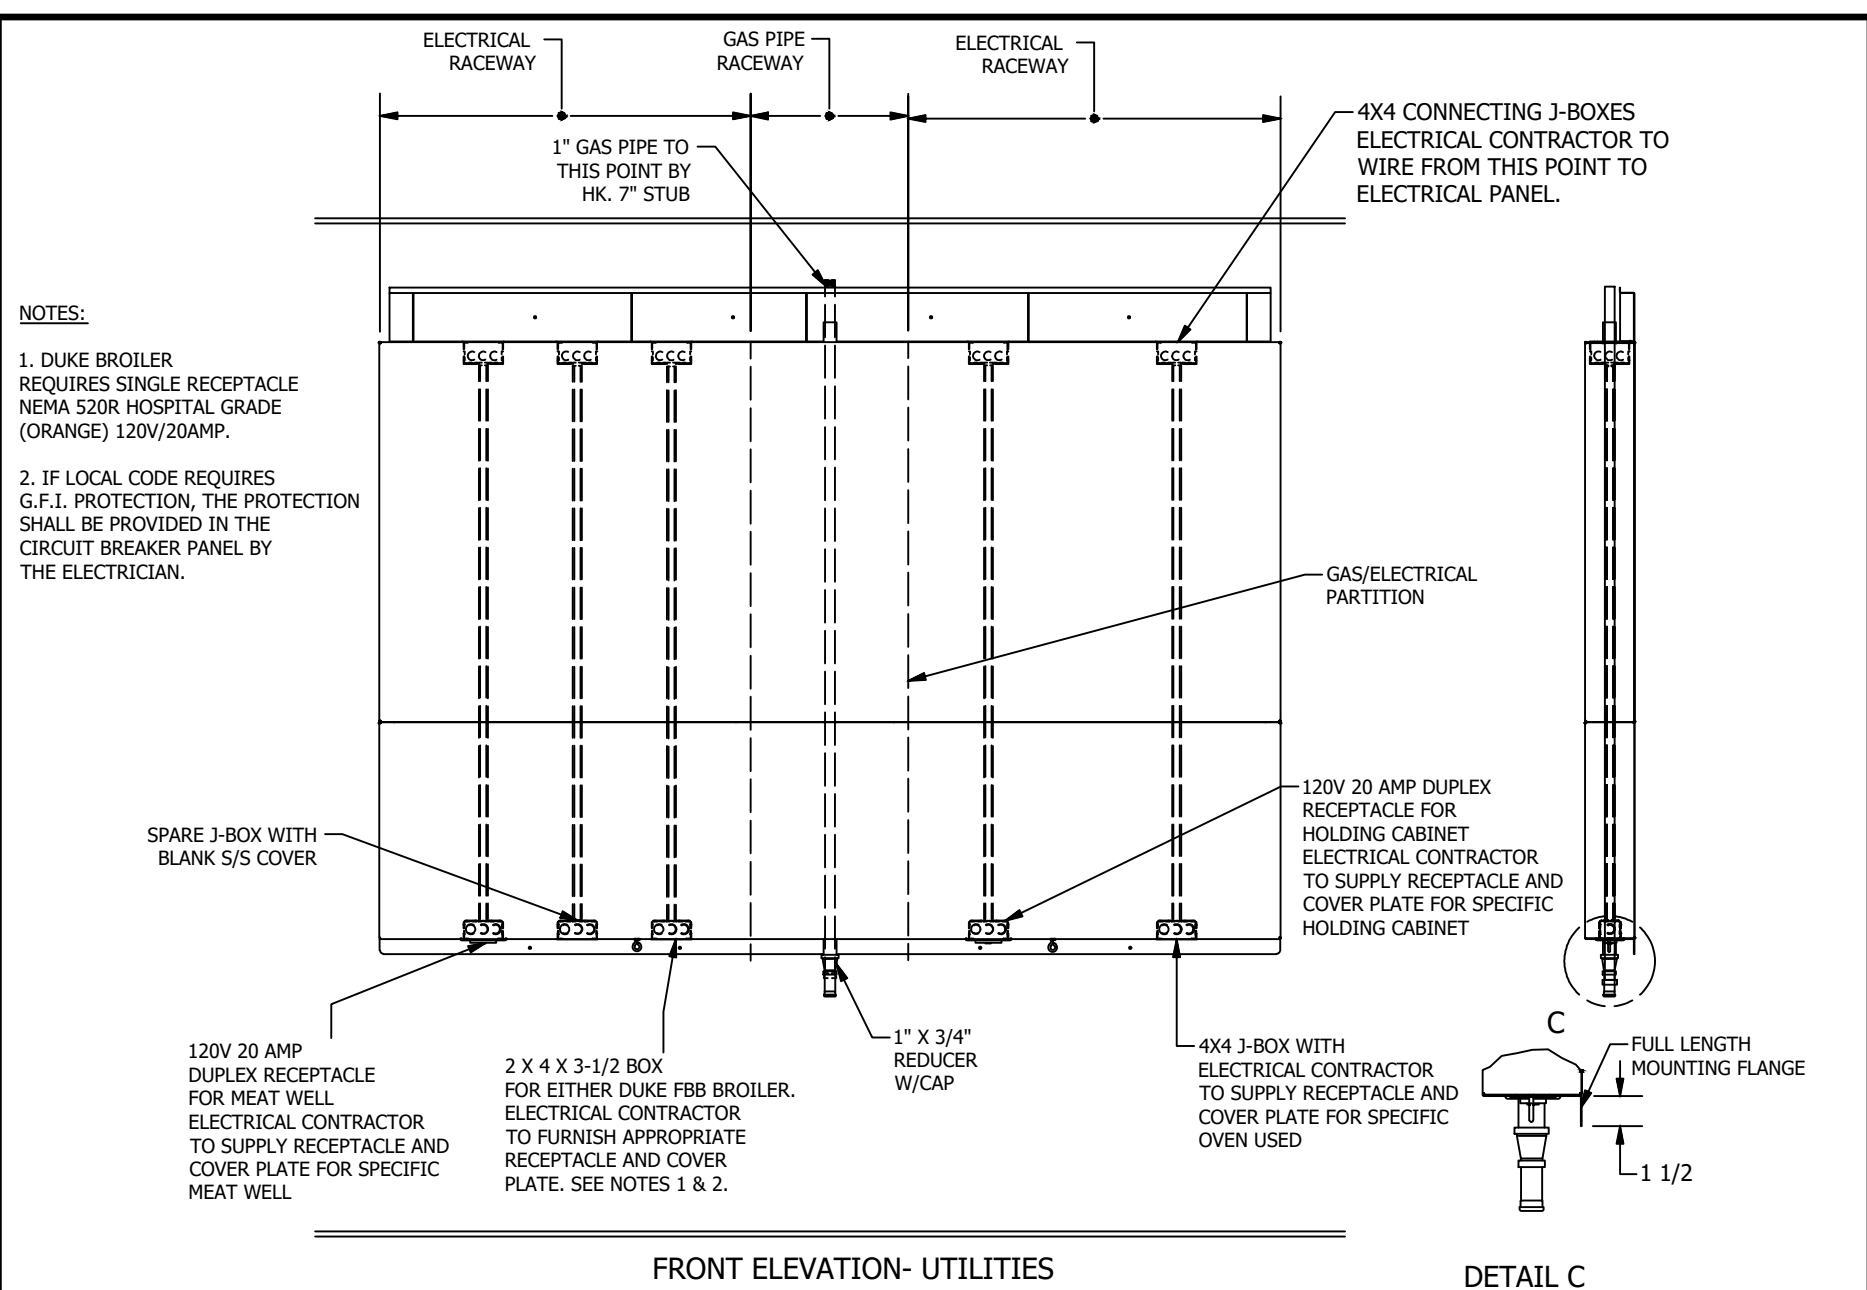 ELECTRICAL
RACEWAY
GAS PIPE
RACEWAY
ELECTRICAL
RACEWAY
4X4 CONNECTING J-BOXES
ELECTRICAL CONTRACTOR TO
WIRE FROM THIS POINT TO
ELECTRICAL PANEL.
1" GAS PIPE TO
THIS POINT BY
HK. 7" STUB
NOTES:
1. DUKE BROILER
REQUIRES SINGLE RECEPTACLE
NEMA 520R HOSPITAL GRADE
(ORANGE) 120V/20AMP.
2. IF LOCAL CODE REQUIRES
G.F.I. PROTECTION, THE PROTECTION
SHALL BE PROVIDED IN THE
CIRCUIT BREAKER PANEL BY
THE ELECTRICIAN.
GAS/ELECTRICAL
PARTITION
SPARE J-BOX WITH
BLANK S/S COVER
120V 20 AMP DUPLEX
RECEPTACLE FOR
HOLDING CABINET
ELECTRICAL CONTRACTOR
TO SUPPLY RECEPTACLE AND
COVER PLATE FOR SPECIFIC
HOLDING CABINET
120V 20 AMP
DUPLEX RECEPTACLE
FOR MEAT WELL
ELECTRICAL CONTRACTOR
TO SUPPLY RECEPTACLE AND
COVER PLATE FOR SPECIFIC
MEAT WELL
2 X 4 X 3-1/2 BOX
FOR EITHER DUKE FBB BROILER.
ELECTRICAL CONTRACTOR
TO FURNISH APPROPRIATE
RECEPTACLE AND COVER
PLATE. SEE NOTES 1 & 2.
1" X 3/4"
REDUCER
W/CAP
4X4 J-BOX WITH
ELECTRICAL CONTRACTOR
TO SUPPLY RECEPTACLE AND
COVER PLATE FOR SPECIFIC
OVEN USED
C
FULL LENGTH
MOUNTING FLANGE
1 1/2
FRONT ELEVATION- UTILITIES
DETAIL C